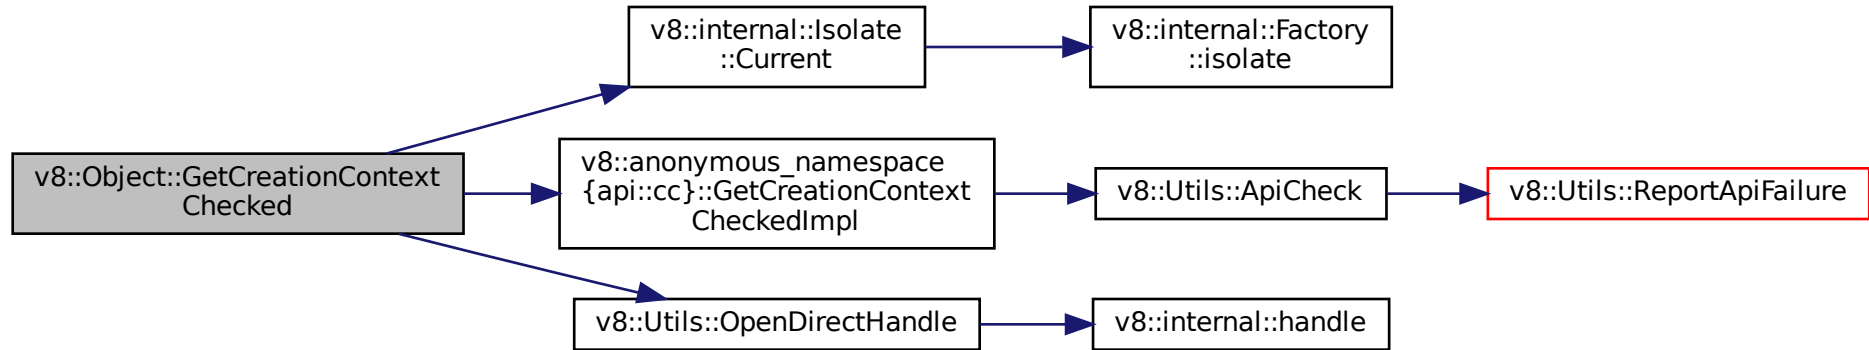 v8::internal::Isolate
::Current
v8::internal::Factory
::isolate
v8::Object::GetCreationContext
Checked
v8::anonymous_namespace
{api::cc}::GetCreationContext
CheckedImpl
v8::Utils::ApiCheck
v8::Utils::ReportApiFailure
v8::Utils::OpenDirectHandle
v8::internal::handle